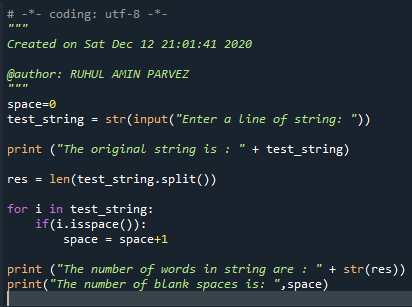 # -*- coding: utf-8 -*-
"""
Created on Sat Dec 12 21:01:41 2020

@author: RUHUL AMIN PARVEZ
"""
space=0
test_string = str(input("Enter a line of string: "))

print ("The original string is : " + test_string)

res = len(test_string.split())

for i in test_string:
    if(i.isspace()):
        space = space+1

print ("The number of words in string are : " + str(res))
print("The number of blank spaces is: ",space)